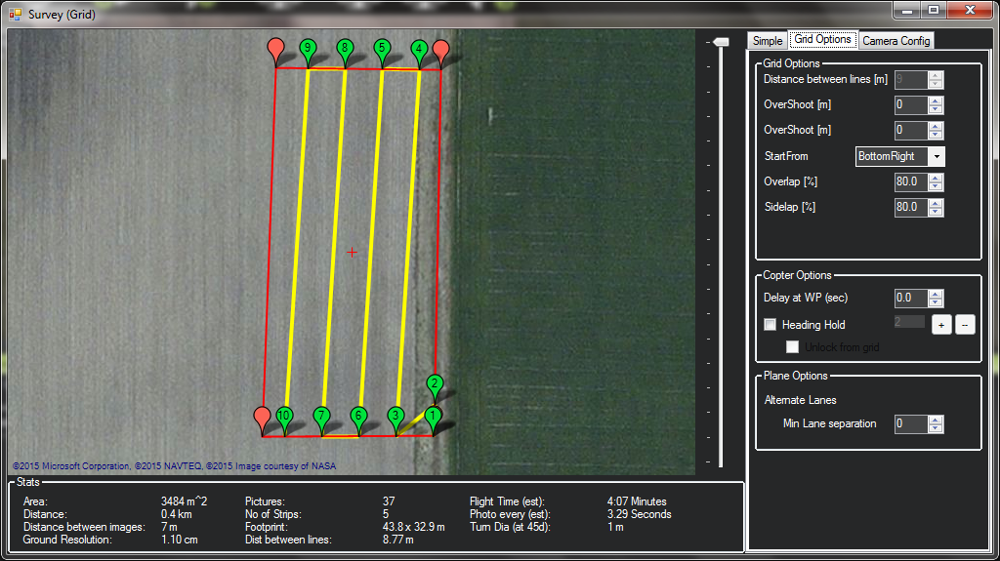 Survey (Grid)
9 8 5 4
10 7 6 3 2 1
©2015 Microsoft Corporation, ©2015 NAVTEQ, ©2015 Image courtesy of NASA
Simple Grid Options Camera Config
Grid Options
Distance between lines [m] 9
OverShoot [m] 0
OverShoot [m] 0
StartFrom BottomRight
Overlap [%] 80.0
Sidelap [%] 80.0
Copter Options
Delay at WP (sec) 0.0
Heading Hold 2 + -
Unlock from grid
Plane Options
Alternate Lanes
Min Lane separation 0
Stats
Area: 3484 m^2 Pictures: 37 Flight Time (est): 4:07 Minutes
Distance: 0.4 km No of Strips: 5 Photo every (est): 3.29 Seconds
Distance between images: 7 m Footprint: 43.8 x 32.9 m Turn Dia (at 45d): 1 m
Ground Resolution: 1.10 cm Dist between lines: 8.77 m